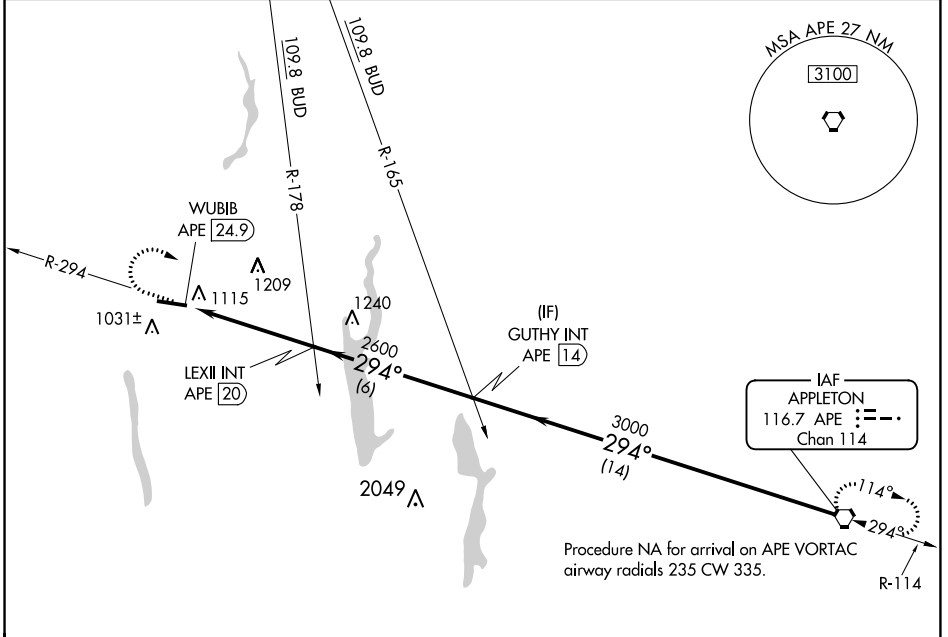 109.8 BUD
109.8 BUD
MSA APE 27 NM
3100
R-178
R-165
WUBIB
APE 24.9
R-294
1209
1115
1031±
1240
(IF)
GUTHY INT
APE 14
LEXII INT
APE 20
2600
294°
(6)
IAF
APPLETON
116.7 APE
Chan 114
3000
294°
(14)
2049
114°
294°
Procedure NA for arrival on APE VORTAC
airway radials 235 CW 335.
R-114